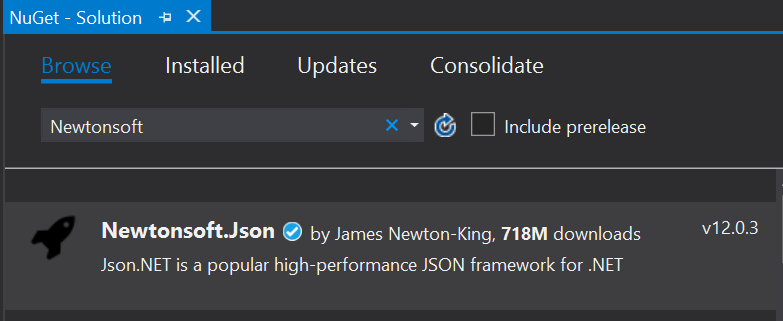 NuGet - Solution
Browse Installed Updates Consolidate
Newtonsoft Include prerelease
Newtonsoft.Json by James Newton-King, 718M downloads v12.0.3
Json.NET is a popular high-performance JSON framework for .NET